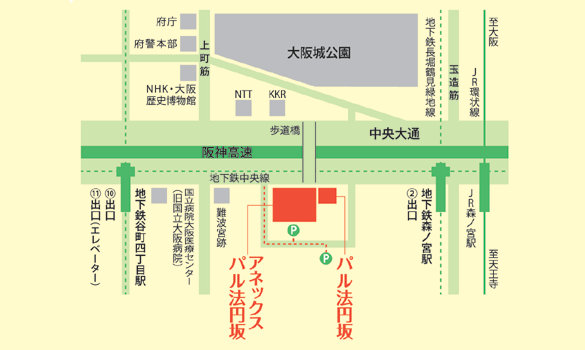 府庁
府警本部
NHK・大阪
歴史博物館
上町筋
大阪城公園
NTT
KKR
地下鉄長堀鶴見緑地線
玉造筋
JR環状線
至大阪
歩道橋
中央大通
阪神高速
地下鉄中央線
地下鉄谷町四丁目駅
⑩出口
⑪出口(エレベーター)
国立病院大阪医療センター
(旧国立大阪病院)
難波宮跡
P
P
アネックス
パル法円坂
パル法円坂
地下鉄森ノ宮駅
②出口
JR森ノ宮駅
至天王寺